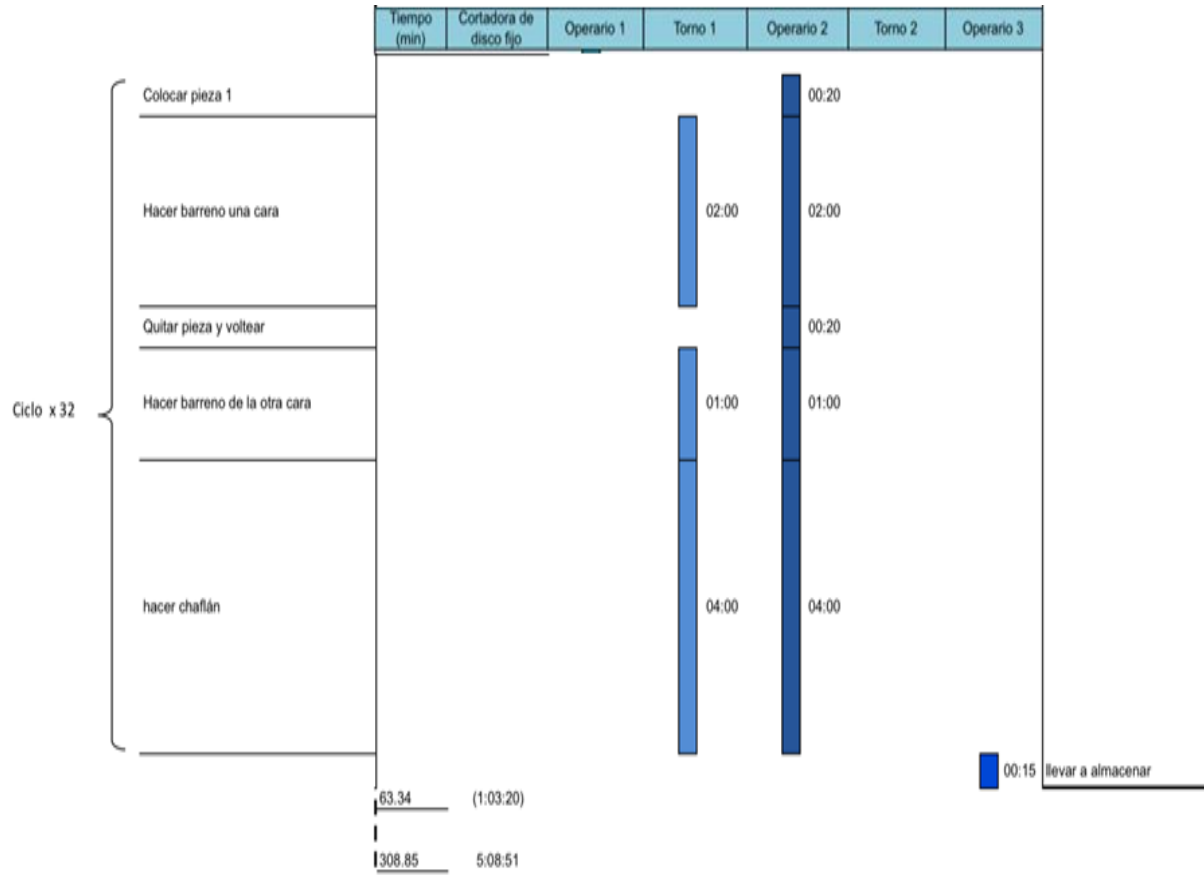 Tiempo (min)
Cortadora de disco fijo
Operario 1
Torno 1
Operario 2
Torno 2
Operario 3
Colocar pieza 1
00:20
Hacer barreno una cara
02:00
02:00
Quitar pieza y voltear
00:20
Ciclo x 32
Hacer barreno de la otra cara
01:00
01:00
hacer chaflán
04:00
04:00
00:15
llevar a almacenar
63.34
(1:03:20)
308.85
5:08:51